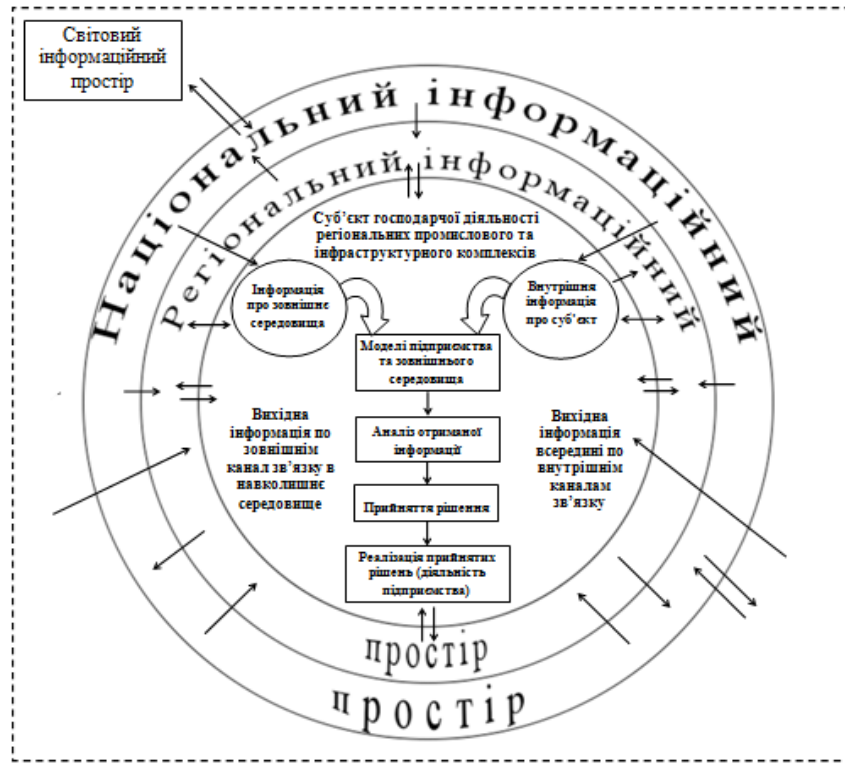 Світовий
інформаційний
простір
Національний інформаційний
Регіональний інформаційний
Суб’єкт господарчої діяльності
регіональних промислового та
інфраструктурного комплексів
Інформація
про зовнішнє
середовища
Внутрішня
інформація
про суб’єкт
Моделі підприємства
та зовнішнього
середовища
Вихідна
інформація по
зовнішнім
канал зв’язку в
навколишнє
середовище
Аналіз отриманої
інформації
Вихідна
інформація
всередині по
внутрішнім
каналам
зв’язку
Прийняття рішення
Реалізація прийнятих
рішень (діяльність
підприємства)
простір
простір